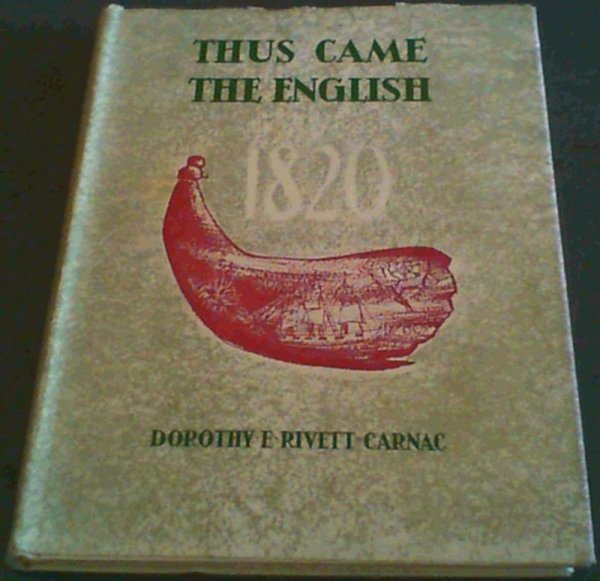 THUS CAME
THE ENGLISH
1820
DOROTHY E·RIVETT·CARNAC